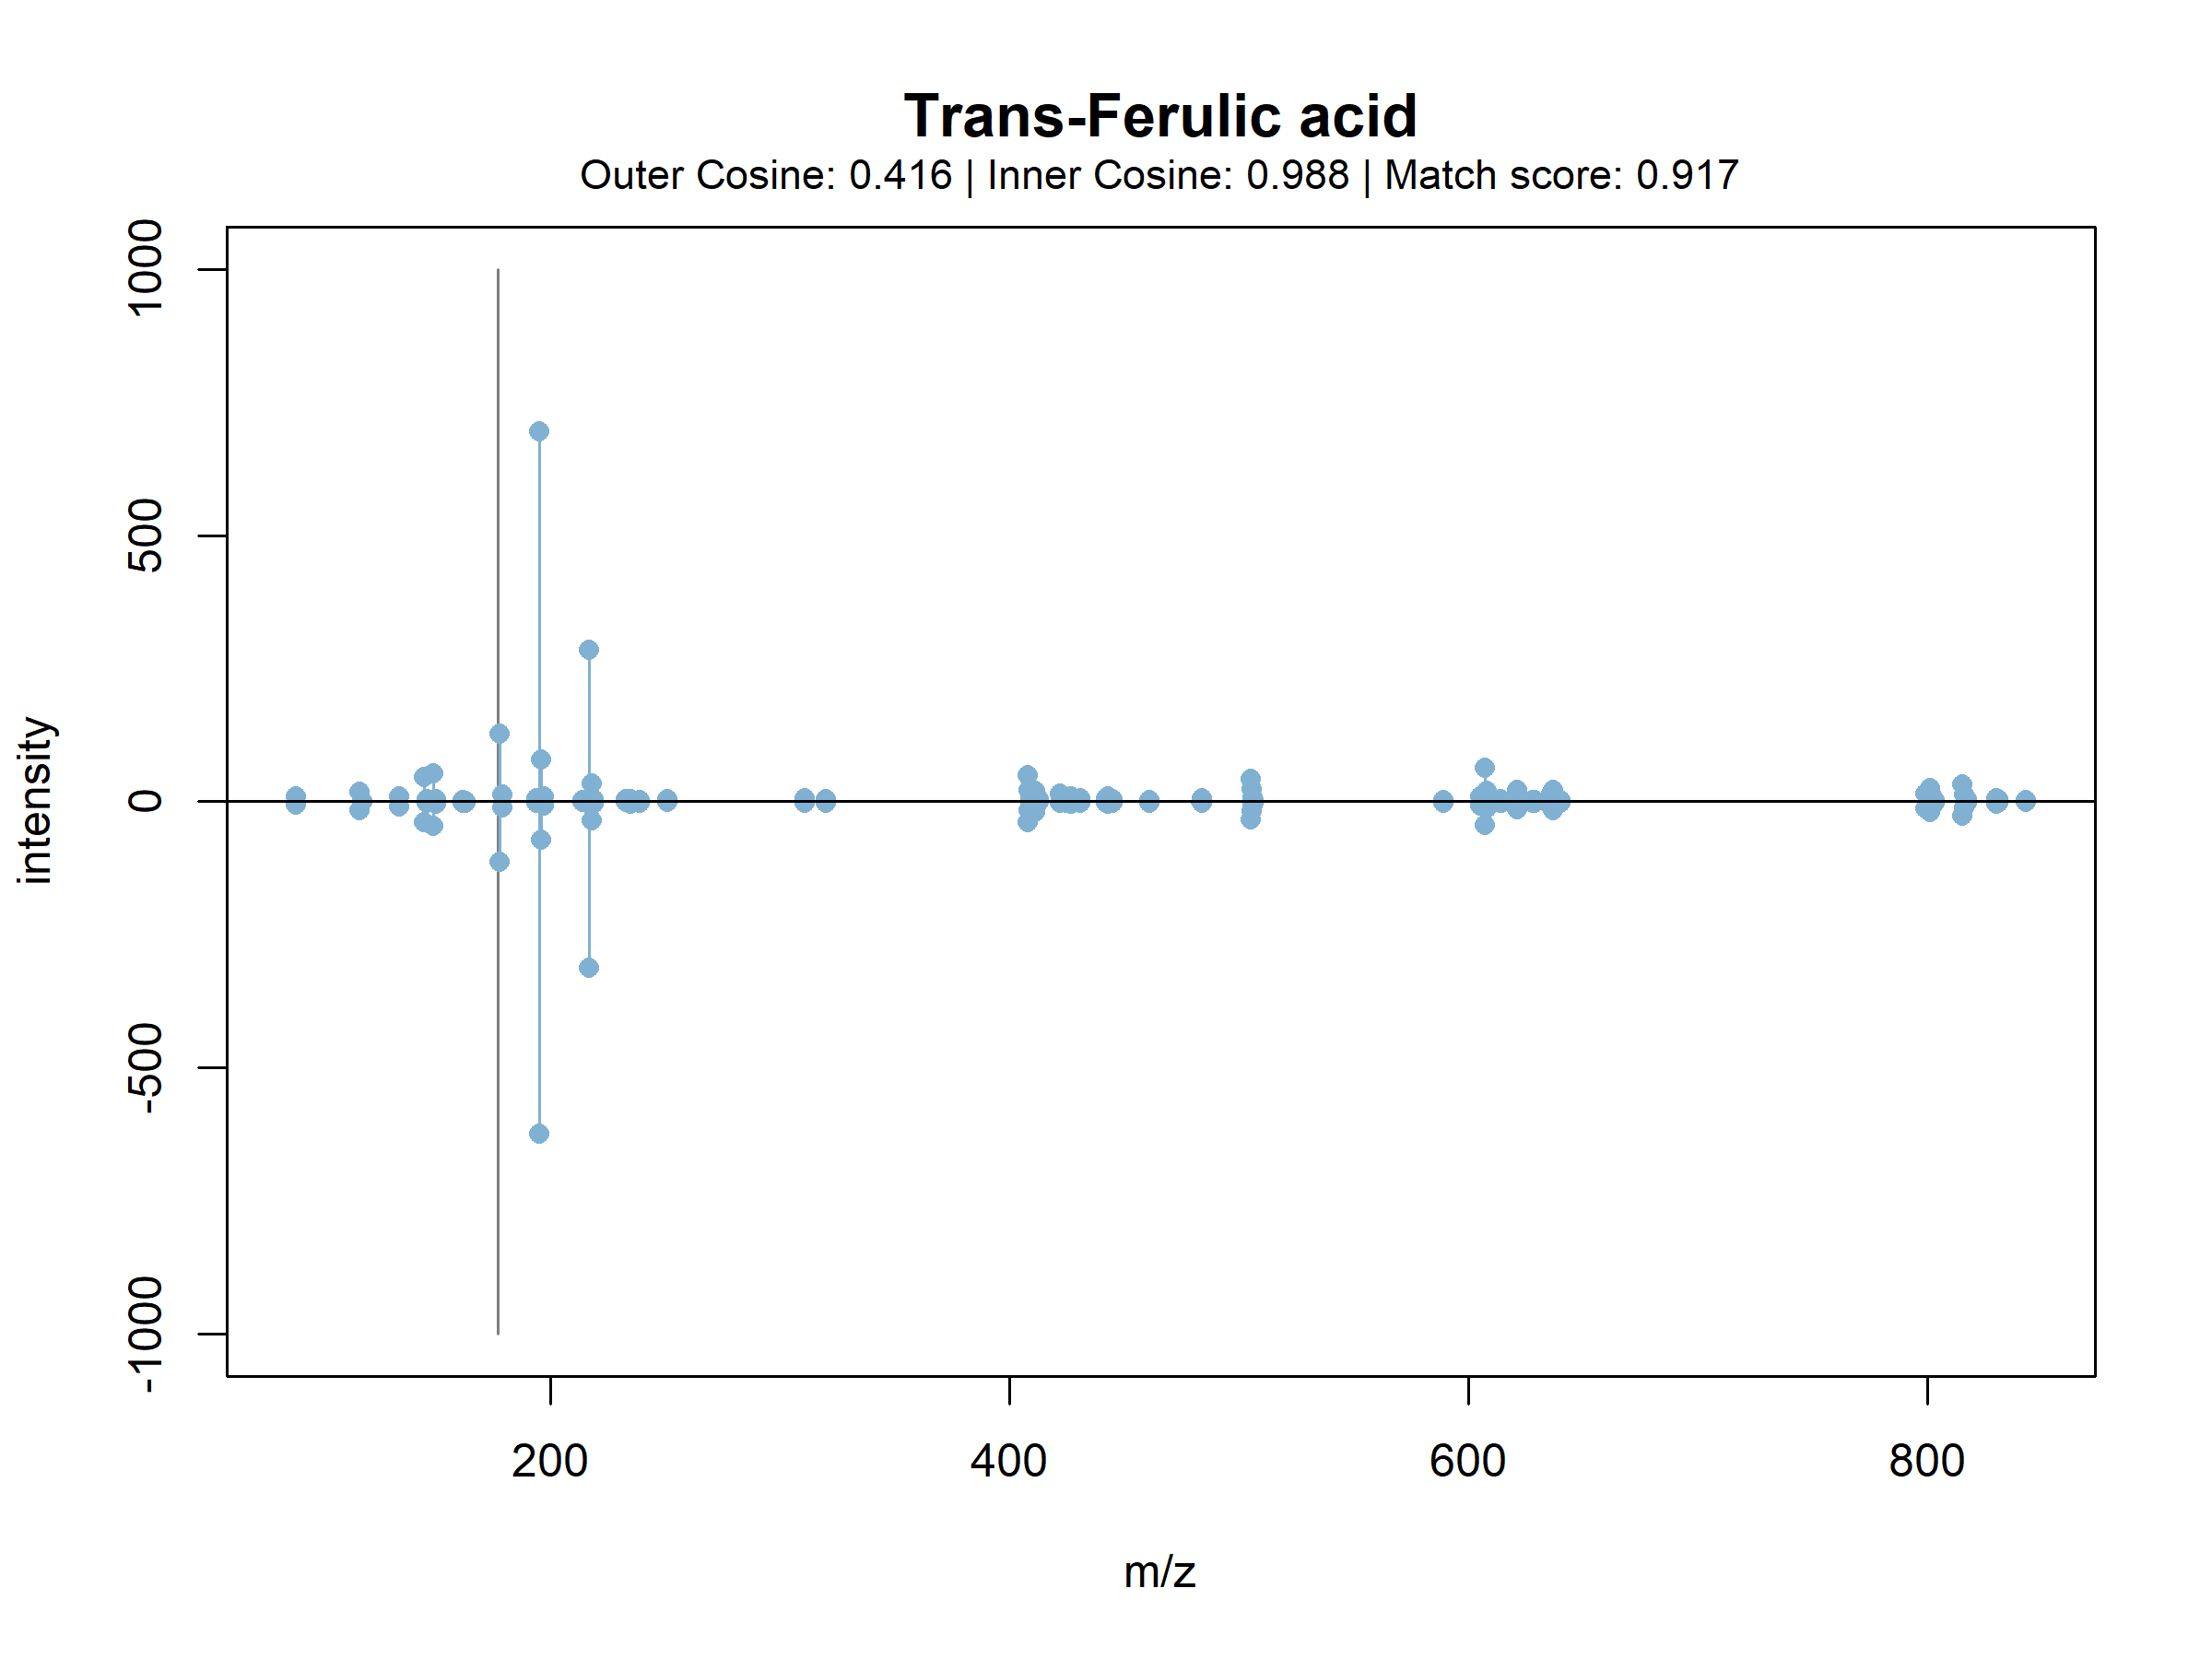 Trans-Ferulic acid
Outer Cosine: 0.416 | Inner Cosine: 0.988 | Match score: 0.917
1000
500
0
-500
-1000
intensity
200 400 600 800
m/z